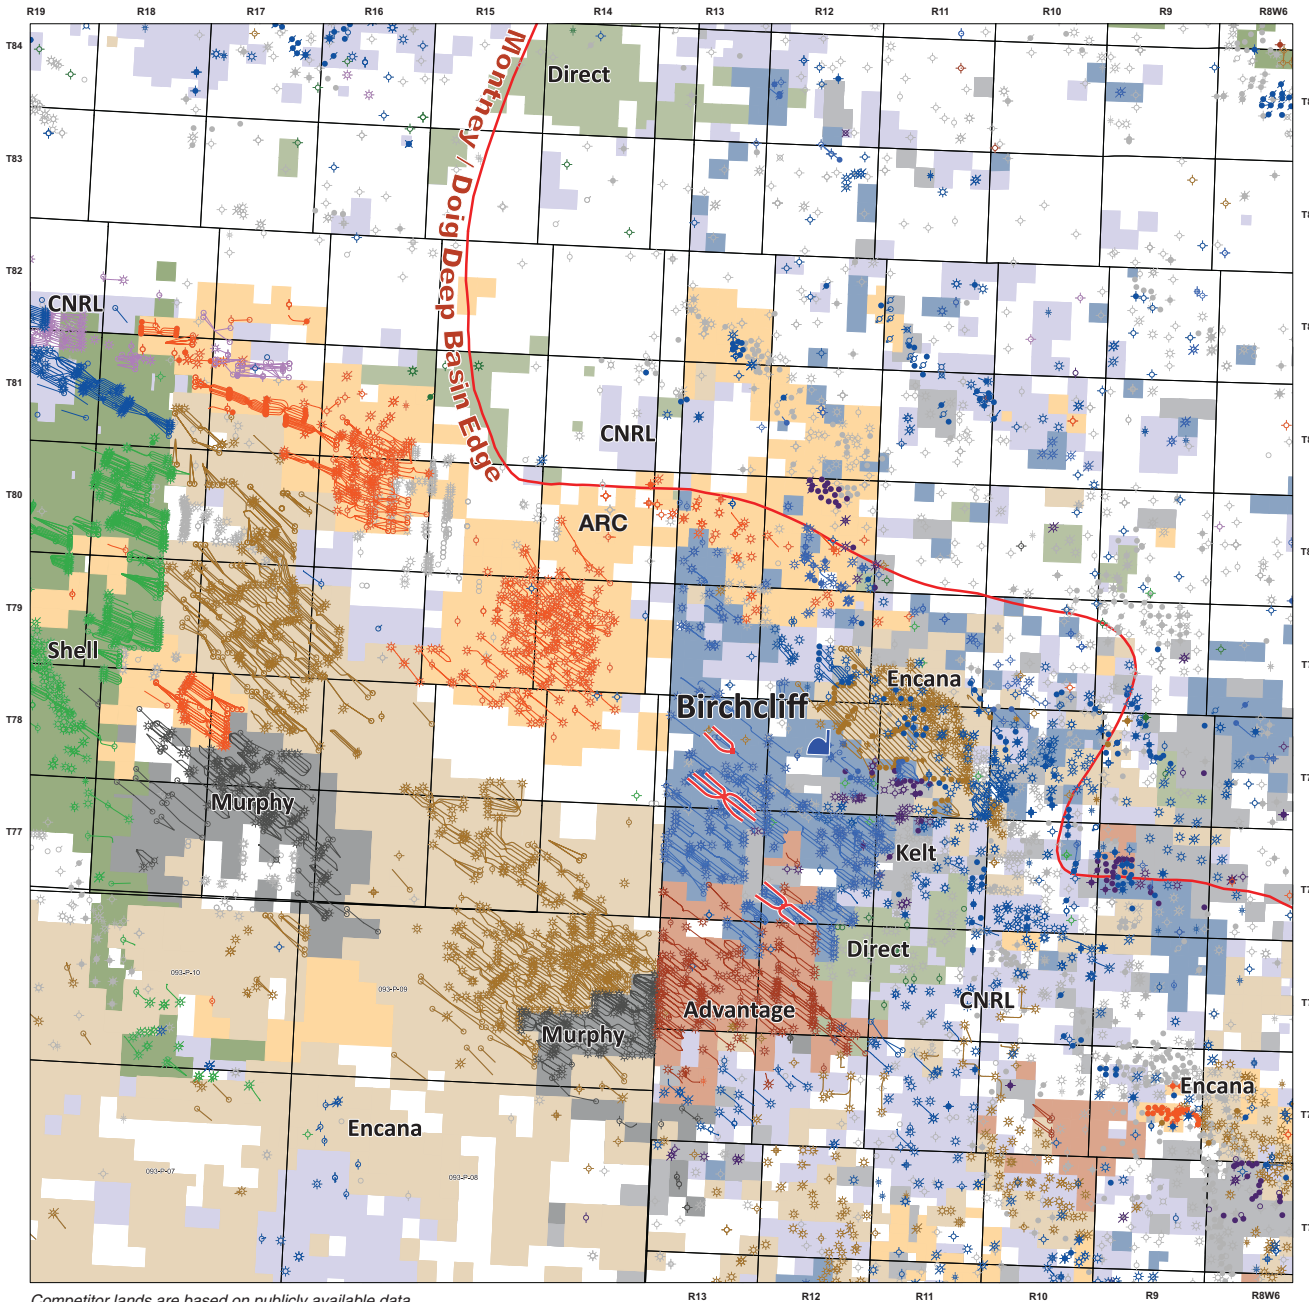 R19 R18 R17 R16 R15 R14 R13 R12 R11 R10 R9 R8W6
T84
Direct
Montney / Doig Deep Basin Edge
T83
T82
CNRL
T81
CNRL
T80
ARC
T79
Shell
Encana
T78
Birchcliff
Murphy
T77
Kelt
Direct
093-P-10
093-P-09
CNRL
Advantage
Murphy
Encana
Encana
093-P-07
093-P-08
Competitor lands are based on publicly available data
R13 R12 R11 R10 R9 R8W6